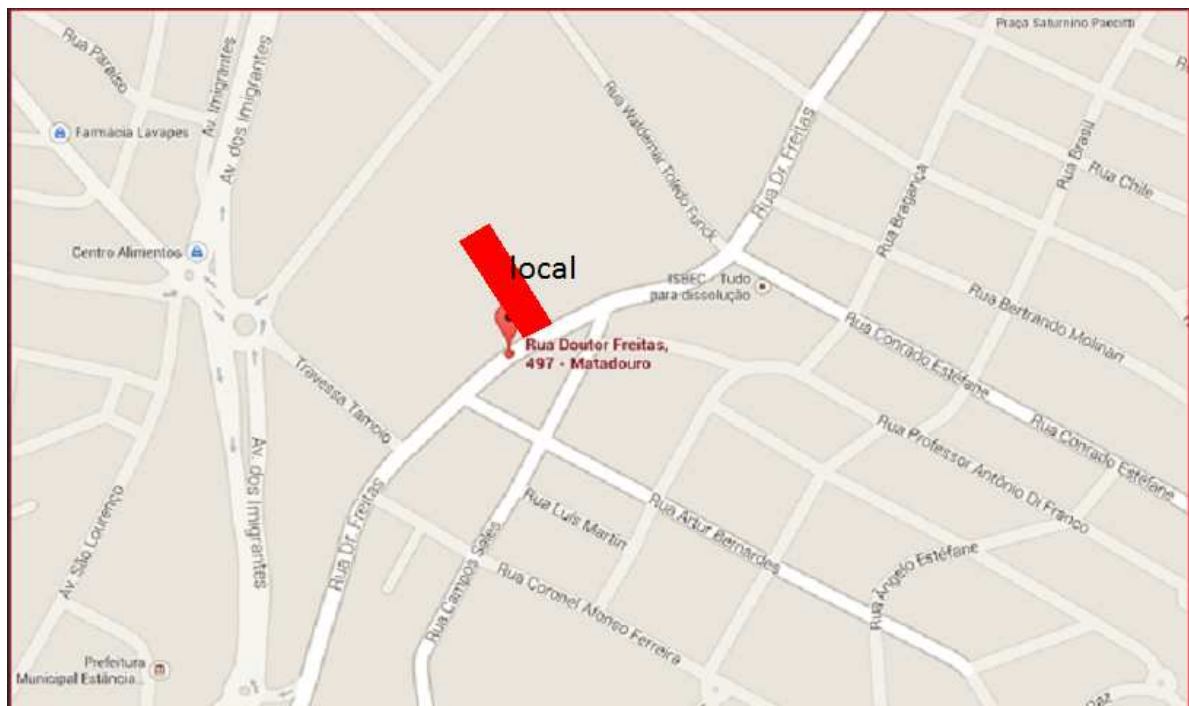 Praça Saturnino Paccitti
Rua Paraíso
Av. Imigrantes
Av. dos Imigrantes
Farmácia Lavapes
Rua Waldemar Toledo Funck
Rua Dr. Freitas
Rua Bragança
Rua Brasil
Rua Chile
Centro Alimentos
local
ISBEC - Tudo
para dissolução
Rua Bertrando Molinari
Rua Conrado Estéfane
Rua Doutor Freitas,
497 - Matadouro
Travessa Tamoio
Rua Conrado Estéfane
Rua Professor Antônio Di Franco
Av. São Lourenço
Av. dos Imigrantes
Rua Dr. Freitas
Rua Luís Martin
Rua Artur Bernardes
Rua Ângelo Estéfane
Rua Campos Sales
Rua Coronel Afonso Ferreira
Prefeitura
Municipal Estância...